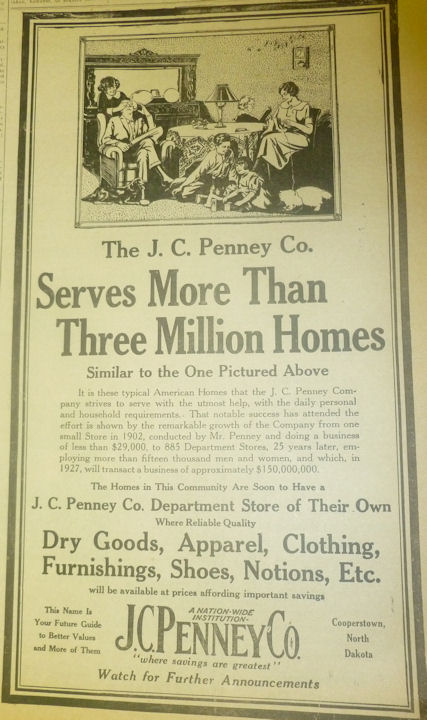 The J. C. Penney Co.
Serves More Than
Three Million Homes
Similar to the One Pictured Above
It is these typical American Homes that the J. C. Penney Com-
pany strives to serve with the utmost help, with the daily personal
and household requirements. That notable success has attended the
effort is shown by the remarkable growth of the Company from one
small Store in 1902, conducted by Mr. Penney and doing a business
of less than $29,000, to 885 Department Stores, 25 years later, em-
ploying more than fifteen thousand men and women, and which, in
1927, will transact a business of approximately $150,000,000.
The Homes in This Community Are Soon to Have a
J. C. Penney Co. Department Store of Their Own
Where Reliable Quality
Dry Goods, Apparel, Clothing,
Furnishings, Shoes, Notions, Etc.
will be available at prices affording important savings
This Name Is
Your Future Guide
to Better Values
and More of Them
A NATION-WIDE
INSTITUTION-
J.C.PENNEY CO.
"where savings are greatest"
Cooperstown,
North
Dakota
Watch for Further Announcements